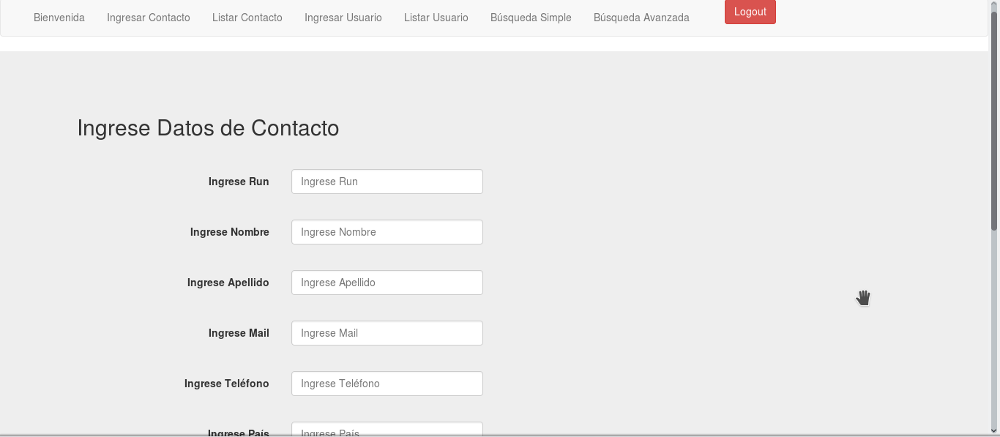 Bienvenida Ingresar Contacto Listar Contacto Ingresar Usuario Listar Usuario Búsqueda Simple Búsqueda Avanzada Logout
Ingrese Datos de Contacto
Ingrese Run Ingrese Run
Ingrese Nombre Ingrese Nombre
Ingrese Apellido Ingrese Apellido
Ingrese Mail Ingrese Mail
Ingrese Teléfono Ingrese Teléfono
Ingrese País Ingrese País